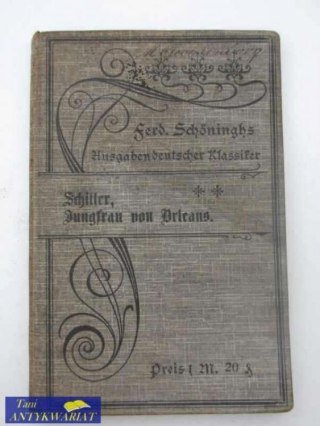 Ferd. Schöninghs
Ausgaben deutscher Klassiker
* *
Schiller,
Jungfrau von Orleans.
Preis 1 M. 20 ₰
Tani
ANTYKWARIAT